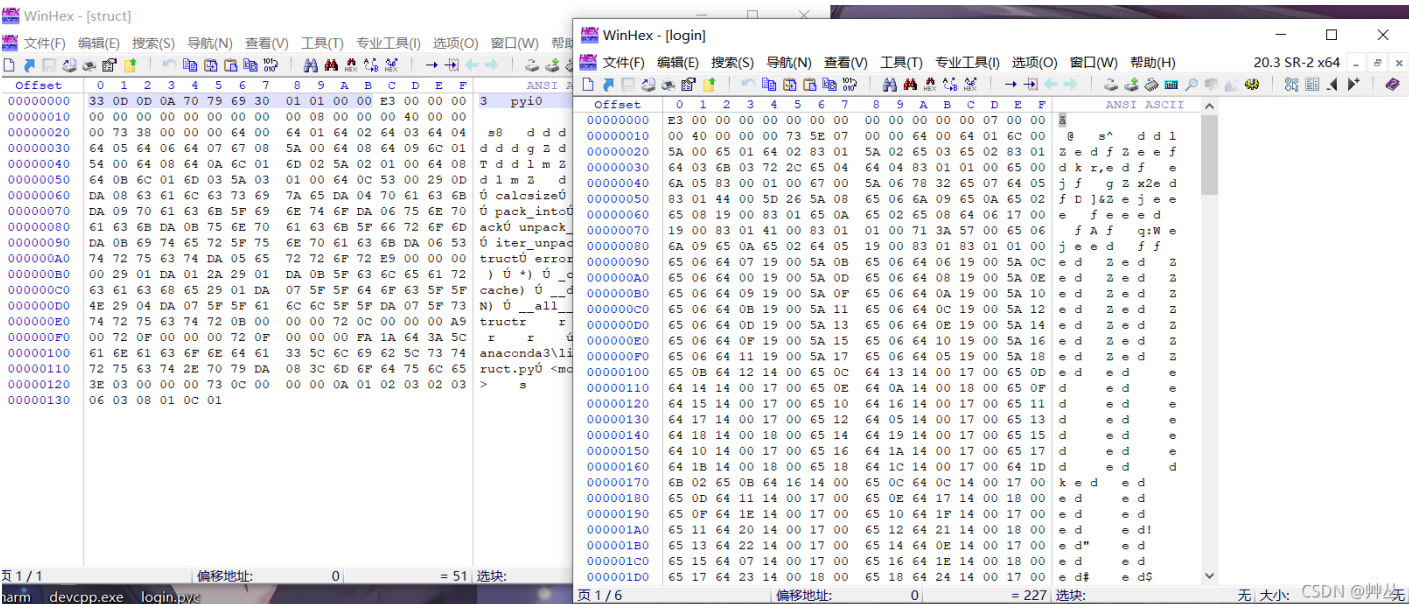 WinHex - [struct]
文件(F) 编辑(E) 搜索(S) 导航(N) 查看(V) 工具(T) 专业工具(I) 选项(O) 窗口(W) 帮助
Offset 0 1 2 3 4 5 6 7 8 9 A B C D E F ANSI A
00000000 33 0D 0D 0A 70 79 69 30 01 01 00 00 E3 00 00 00 3 pyi0
00000010 00 00 00 00 00 00 00 00 00 08 00 00 00 40 00 00
00000020 00 73 38 00 00 00 64 00 64 01 64 02 64 03 64 04 s8 d d d
00000030 64 05 64 06 64 07 67 08 5A 00 64 08 64 09 6C 01 d d d g Z d
00000040 54 00 64 08 64 0A 6C 01 6D 02 5A 02 01 00 64 08 T d d l m Z
00000050 64 0B 6C 01 6D 03 5A 03 01 00 64 0C 53 00 29 0D d l m Z d
00000060 DA 08 63 61 6C 63 73 69 7A 65 DA 04 70 61 63 6B Ú calcsizeÚ
00000070 DA 09 70 61 63 6B 5F 69 6E 74 6F DA 06 75 6E 70 Ú pack_intoÚ
00000080 61 63 6B DA 0B 75 6E 70 61 63 6B 5F 66 72 6F 6D ackÚ unpack_
00000090 DA 0B 69 74 65 72 5F 75 6E 70 61 63 6B DA 06 53 Ú iter_unpac
000000A0 74 72 75 63 74 DA 05 65 72 72 6F 72 E9 00 00 00 tructÚ error
000000B0 00 29 01 DA 01 2A 29 01 DA 0B 5F 63 6C 65 61 72 ) Ú *) Ú _c
000000C0 63 61 63 68 65 29 01 DA 07 5F 5F 64 6F 63 5F 5F cache) Ú __d
000000D0 4E 29 04 DA 07 5F 5F 61 6C 6C 5F 5F DA 07 5F 73 N) Ú __all__
000000E0 74 72 75 63 74 72 0B 00 00 00 72 0C 00 00 00 A9 tructr r
000000F0 00 72 0F 00 00 00 72 0F 00 00 00 FA 1A 64 3A 5C r r ú
00000100 61 6E 61 63 6F 6E 64 61 33 5C 6C 69 62 5C 73 74 anaconda3\li
00000110 72 75 63 74 2E 70 79 DA 08 3C 6D 6F 64 75 6C 65 ruct.pyÚ <mo
00000120 3E 03 00 00 00 73 0C 00 00 00 0A 01 02 03 02 03 > s
00000130 06 03 08 01 0C 01
页 1 / 1 偏移地址: 0 = 51 选块:
harm devcpp.exe login.pyc
WinHex - [login]
文件(F) 编辑(E) 搜索(S) 导航(N) 查看(V) 工具(T) 专业工具(I) 选项(O) 窗口(W) 帮助(H) 20.3 SR-2 x64
Offset 0 1 2 3 4 5 6 7 8 9 A B C D E F ANSI ASCII
00000000 E3 00 00 00 00 00 00 00 00 00 00 00 00 07 00 00 ã
00000010 00 40 00 00 00 73 5E 07 00 00 64 00 64 01 6C 00 @ s^ d d l
00000020 5A 00 65 01 64 02 83 01 5A 02 65 03 65 02 83 01 Z e d f Z e e f
00000030 64 03 6B 03 72 2C 65 04 64 04 83 01 01 00 65 00 d k r,e d f e
00000040 6A 05 83 00 01 00 67 00 5A 06 78 32 65 07 64 05 j f g Z x2e d
00000050 83 01 44 00 5D 26 5A 08 65 06 6A 09 65 0A 65 02 f D ]&Z e j e e
00000060 65 08 19 00 83 01 65 0A 65 02 65 08 64 06 17 00 e f e e e d
00000070 19 00 83 01 41 00 83 01 01 00 71 3A 57 00 65 06 f A f q:W e
00000080 6A 09 65 0A 65 02 64 05 19 00 83 01 83 01 01 00 j e e d f f
00000090 65 06 64 07 19 00 5A 0B 65 06 64 06 19 00 5A 0C e d Z e d Z
000000A0 65 06 64 00 19 00 5A 0D 65 06 64 08 19 00 5A 0E e d Z e d Z
000000B0 65 06 64 09 19 00 5A 0F 65 06 64 0A 19 00 5A 10 e d Z e d Z
000000C0 65 06 64 0B 19 00 5A 11 65 06 64 0C 19 00 5A 12 e d Z e d Z
000000D0 65 06 64 0D 19 00 5A 13 65 06 64 0E 19 00 5A 14 e d Z e d Z
000000E0 65 06 64 0F 19 00 5A 15 65 06 64 10 19 00 5A 16 e d Z e d Z
000000F0 65 06 64 11 19 00 5A 17 65 06 64 05 19 00 5A 18 e d Z e d Z
00000100 65 0B 64 12 14 00 65 0C 64 13 14 00 17 00 65 0D e d e d e
00000110 64 14 14 00 17 00 65 0E 64 0A 14 00 18 00 65 0F d e d e
00000120 64 15 14 00 17 00 65 10 64 16 14 00 17 00 65 11 d e d e
00000130 64 17 14 00 17 00 65 12 64 05 14 00 17 00 65 13 d e d e
00000140 64 18 14 00 18 00 65 14 64 19 14 00 17 00 65 15 d e d e
00000150 64 10 14 00 17 00 65 16 64 1A 14 00 17 00 65 17 d e d e
00000160 64 1B 14 00 18 00 65 18 64 1C 14 00 17 00 64 1D d e d d
00000170 6B 02 65 0B 64 16 14 00 65 0C 64 0C 14 00 17 00 k e d e d
00000180 65 0D 64 11 14 00 17 00 65 0E 64 17 14 00 18 00 e d e d
00000190 65 0F 64 1E 14 00 17 00 65 10 64 1F 14 00 17 00 e d e d
000001A0 65 11 64 20 14 00 17 00 65 12 64 21 14 00 18 00 e d e d!
000001B0 65 13 64 22 14 00 17 00 65 14 64 0E 14 00 17 00 e d" e d
000001C0 65 15 64 07 14 00 17 00 65 16 64 1E 14 00 18 00 e d e d
000001D0 65 17 64 23 14 00 18 00 65 18 64 24 14 00 17 00 e d# e d$
页 1 / 6 偏移地址: 0 = 227 选块: 无 大小: 无
CSDN @艸丛